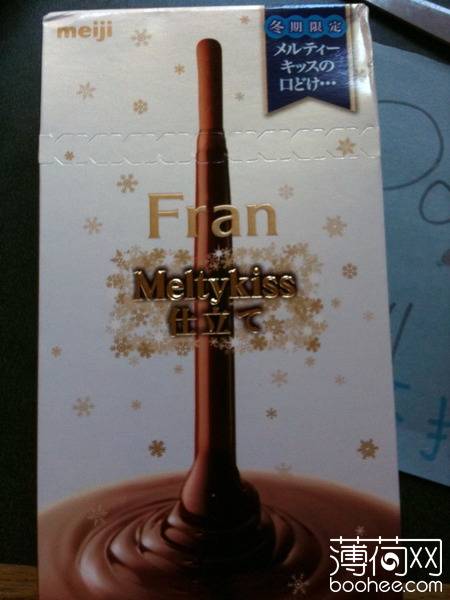 meiji
冬期限定
メルティー
キッスの
口どけ…
Fran
Meltykiss
仕立て
薄荷网
boohee.com